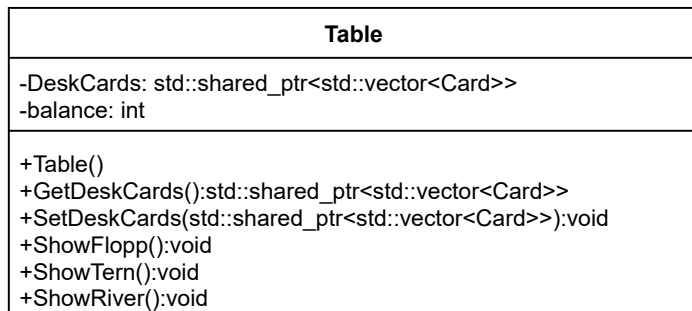 Table
-DeskCards: std::shared_ptr<std::vector<Card>>
-balance: int
+Table()
+GetDeskCards():std::shared_ptr<std::vector<Card>>
+SetDeskCards(std::shared_ptr<std::vector<Card>>):void
+ShowFlopp():void
+ShowTern():void
+ShowRiver():void